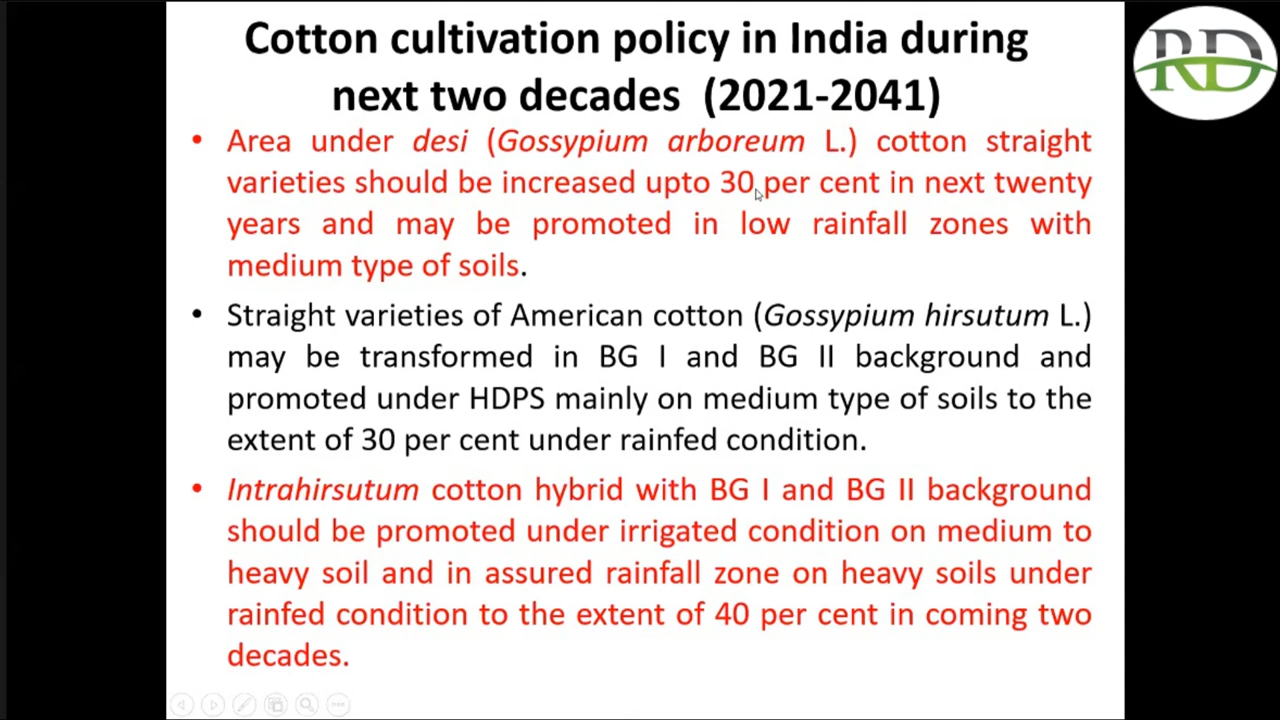 Cotton cultivation policy in India during
next two decades (2021-2041)
RD
• Area under desi (Gossypium arboreum L.) cotton straight
varieties should be increased upto 30 per cent in next twenty
years and may be promoted in low rainfall zones with
medium type of soils.
• Straight varieties of American cotton (Gossypium hirsutum L.)
may be transformed in BG I and BG II background and
promoted under HDPS mainly on medium type of soils to the
extent of 30 per cent under rainfed condition.
• Intrahirsutum cotton hybrid with BG I and BG II background
should be promoted under irrigated condition on medium to
heavy soil and in assured rainfall zone on heavy soils under
rainfed condition to the extent of 40 per cent in coming two
decades.